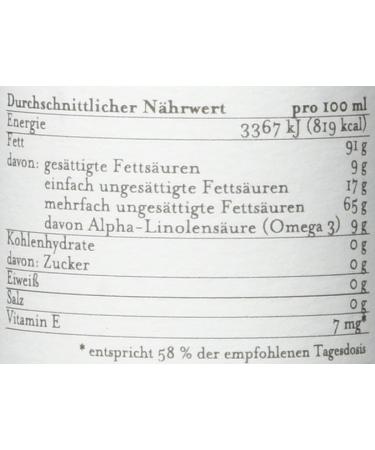 Durchschnittlicher Nährwert pro 100 ml
Energie 3367 kJ (819 kcal)
Fett 91 g
davon: gesättigte Fettsäuren 9 g
einfach ungesättigte Fettsäuren 17 g
mehrfach ungesättigte Fettsäuren 65 g
davon Alpha-Linolensäure (Omega 3) 9 g
Kohlenhydrate 0 g
davon: Zucker 0 g
Eiweiß 0 g
Salz 0 g
Vitamin E 7 mg*
* entspricht 58 % der empfohlenen Tagesdosis